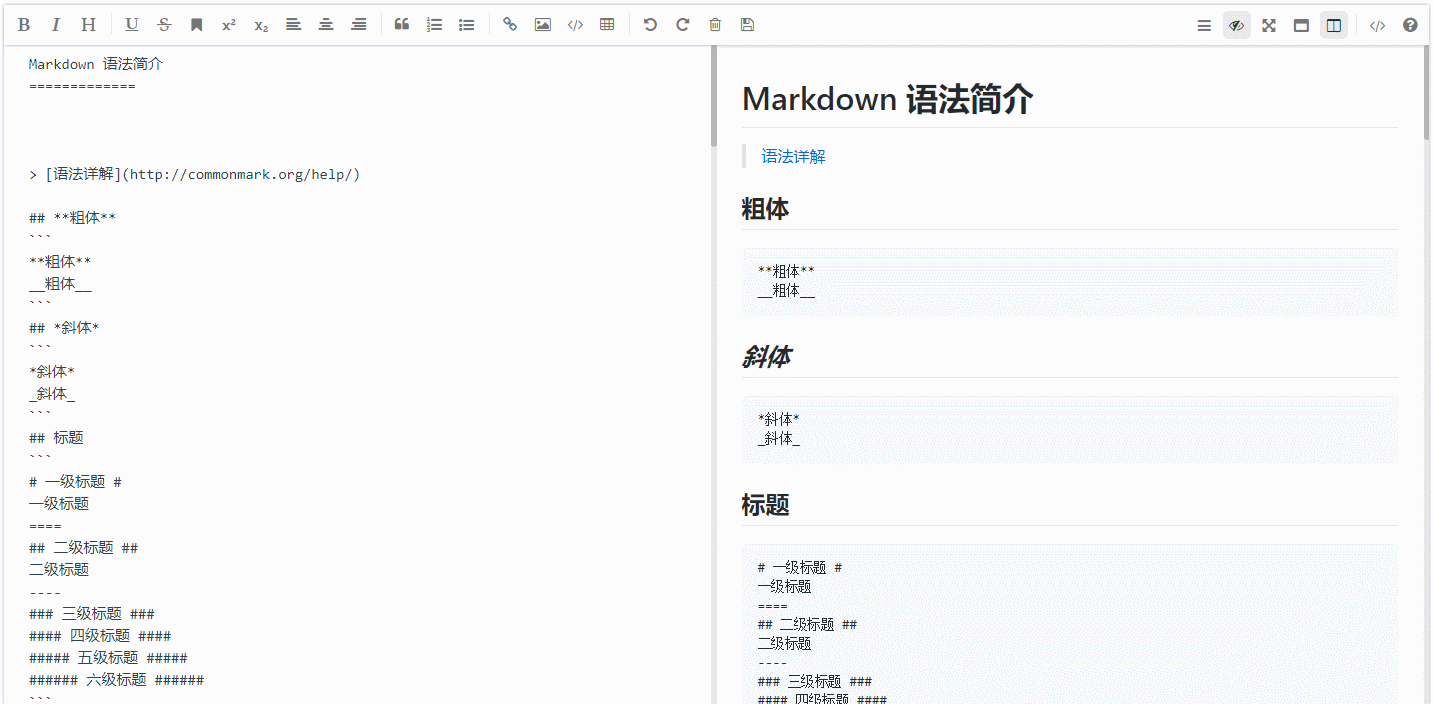 B I H U S x² x₂
Markdown 语法简介
=============
> [语法详解](http://commonmark.org/help/)
## **粗体**
```
**粗体**
__粗体__
```
## *斜体*
```
*斜体*
_斜体_
```
## 标题
```
# 一级标题 #
一级标题
====
## 二级标题 ##
二级标题
----
### 三级标题 ###
#### 四级标题 ####
##### 五级标题 #####
###### 六级标题 ######
```
Markdown 语法简介
语法详解
粗体
**粗体**
__粗体__
斜体
*斜体*
_斜体_
标题
# 一级标题 #
一级标题
====
## 二级标题 ##
二级标题
----
### 三级标题 ###
#### 四级标题 ####